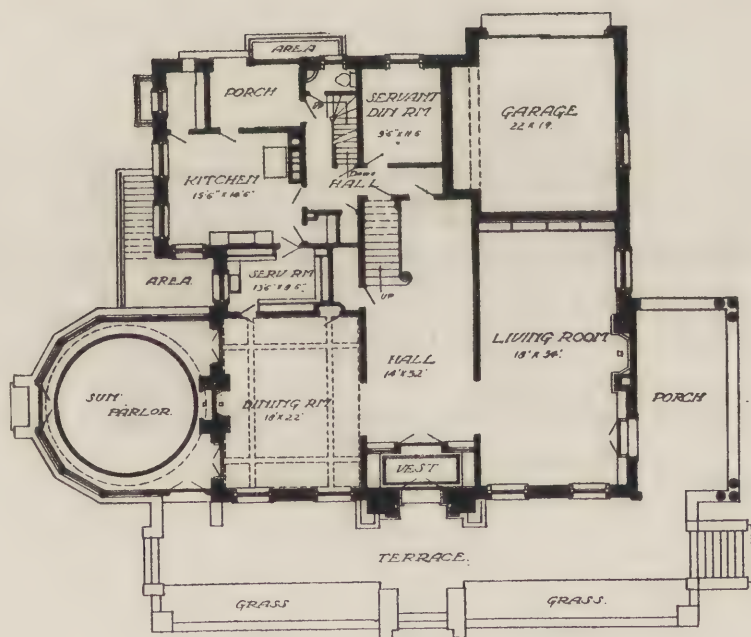 AREA
PORCH
UP
SERVANT
DIN RM
9'6" X 11'6
GARAGE
22 X 19.
KITCHEN
15'6" X 16'6"
Down
HALL
AREA.
SERV RM
13'6" X 9'6"
UP
HALL
14' X 32'
LIVING ROOM
18' X 34'.
SUN
PARLOR.
DINING RM
18' X 22'
PORCH
VEST
TERRACE.
GRASS
GRASS.